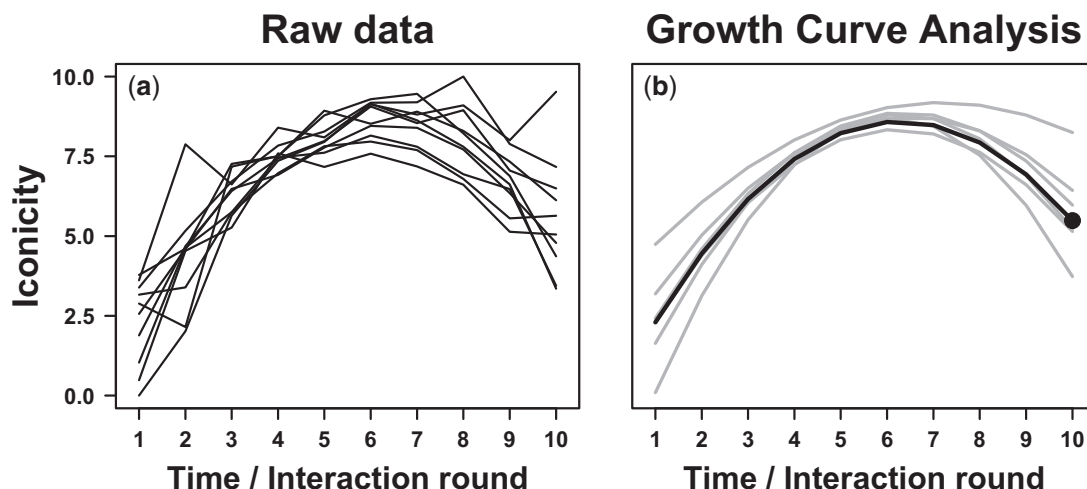 Raw data
Growth Curve Analysis
(a)
(b)
Iconicity
10.0
7.5
5.0
2.5
0.0
1 2 3 4 5 6 7 8 9 10
1 2 3 4 5 6 7 8 9 10
Time / Interaction round
Time / Interaction round